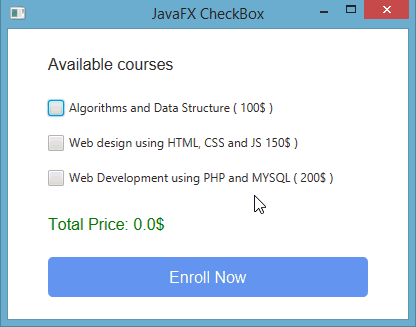 JavaFX CheckBox
Available courses
Algorithms and Data Structure ( 100$ )
Web design using HTML, CSS and JS 150$ )
Web Development using PHP and MYSQL ( 200$ )
Total Price: 0.0$
Enroll Now